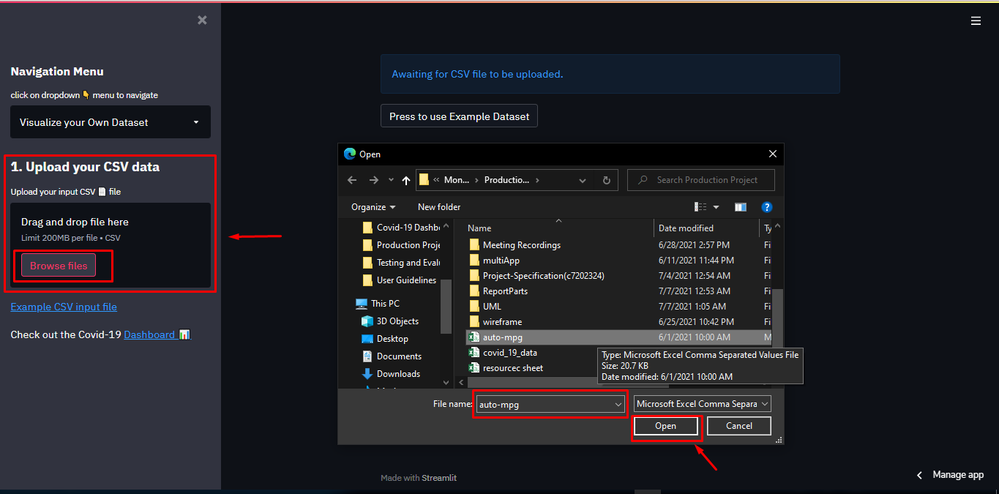 Navigation Menu
click on dropdown 👇 menu to navigate
Visualize your Own Dataset
1. Upload your CSV data
Upload your input CSV 📄 file
Drag and drop file here
Limit 200MB per file • CSV
Browse files
Example CSV input file
Check out the Covid-19 Dashboard 📊
Awaiting for CSV file to be uploaded.
Press to use Example Dataset
Open
« Mon... › Productio... ›
Search Production Project
Organize
New folder
Covid-19 Dashb
Production Proje
Testing and Evalu
User Guidelines
This PC
3D Objects
Desktop
Documents
Downloads
Name Date modified Ty
Meeting Recordings 6/28/2021 2:57 PM Fi
multiApp 6/11/2021 11:44 PM Fi
Project-Specification(c7202324) 7/4/2021 12:54 AM Fi
ReportParts 7/7/2021 12:53 AM Fi
UML 7/7/2021 1:05 AM Fi
wireframe 6/25/2021 10:42 PM Fi
auto-mpg 6/1/2021 10:00 AM M
covid_19_data
resourcec sheet
Type: Microsoft Excel Comma Separated Values File
Size: 20.7 KB
Date modified: 6/1/2021 10:00 AM
File name: auto-mpg
Microsoft Excel Comma Separa
Open
Cancel
Made with Streamlit
Manage app